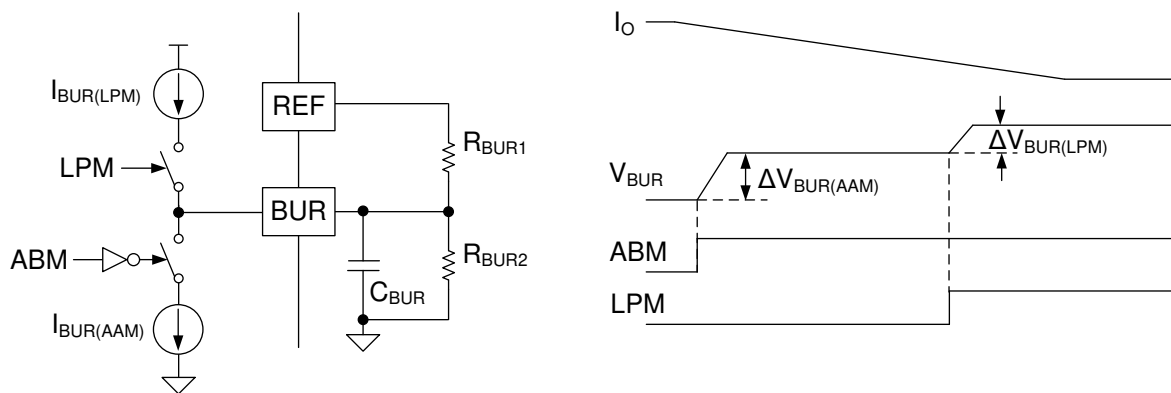 I_BUR(LPM)
LPM
ABM
I_BUR(AAM)
REF
BUR
R_BUR1
R_BUR2
C_BUR
I_O
V_BUR
ΔV_BUR(AAM)
ΔV_BUR(LPM)
ABM
LPM